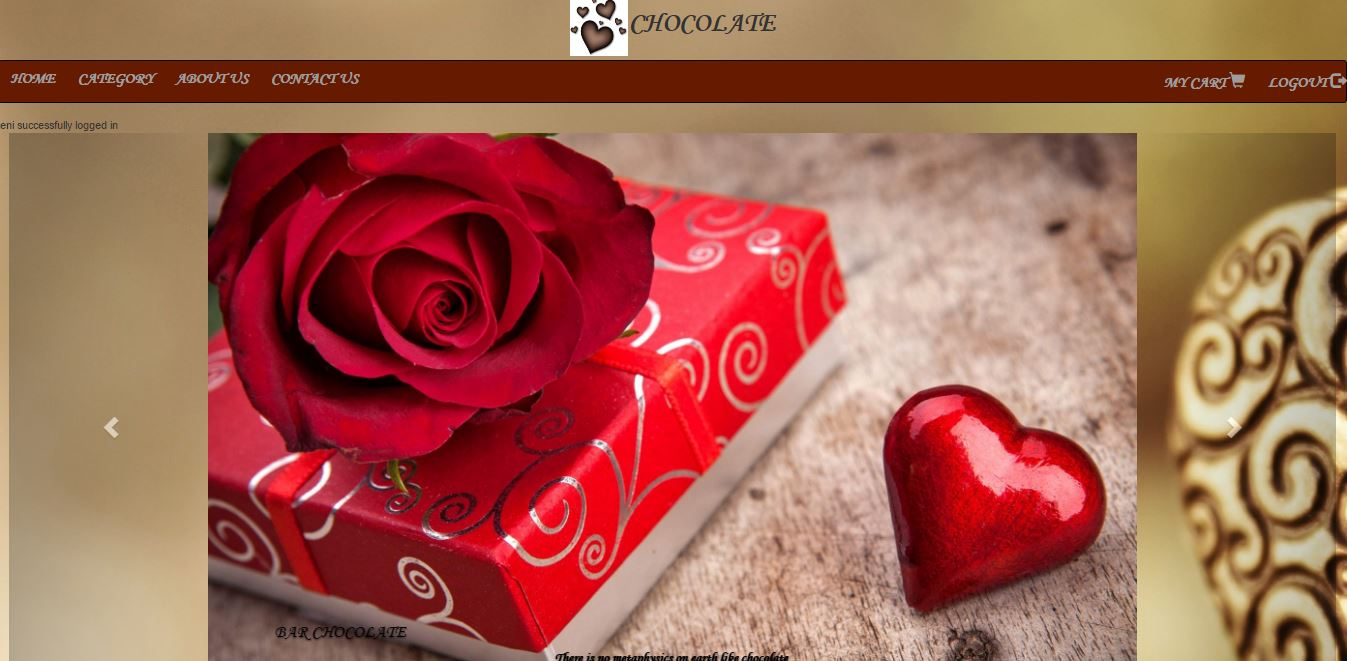 CHOCOLATE
HOME CATEGORY ABOUT US CONTACT US MY CART LOGOUT
eni successfully logged in
BAR CHOCOLATE
There is no metaphysics on earth like chocolate